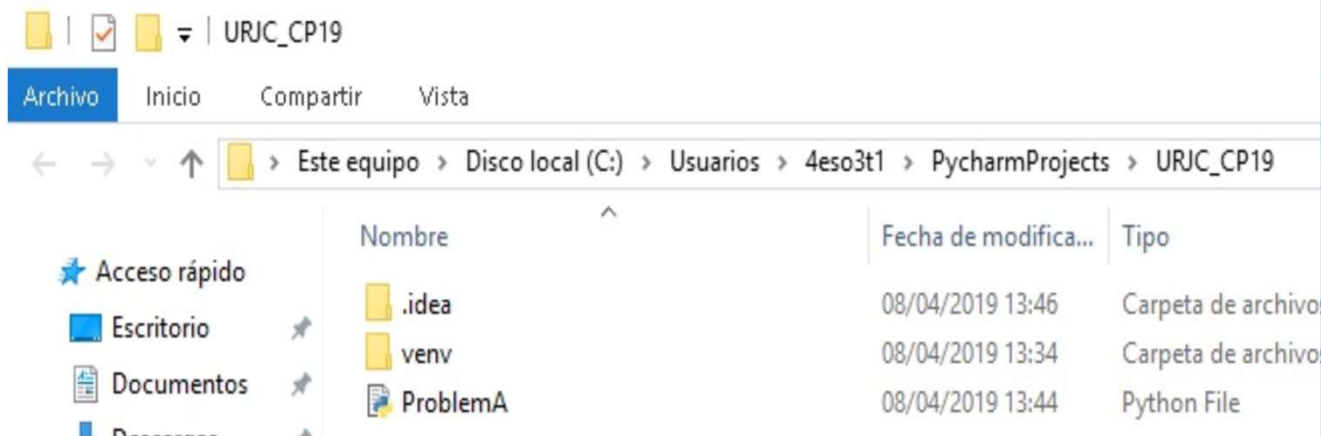 URJC_CP19
Archivo Inicio Compartir Vista
Este equipo > Disco local (C:) > Usuarios > 4eso3t1 > PycharmProjects > URJC_CP19
Nombre Fecha de modifica... Tipo
Acceso rápido
.idea 08/04/2019 13:46 Carpeta de archivos
Escritorio
venv 08/04/2019 13:34 Carpeta de archivos
Documentos
ProblemA 08/04/2019 13:44 Python File